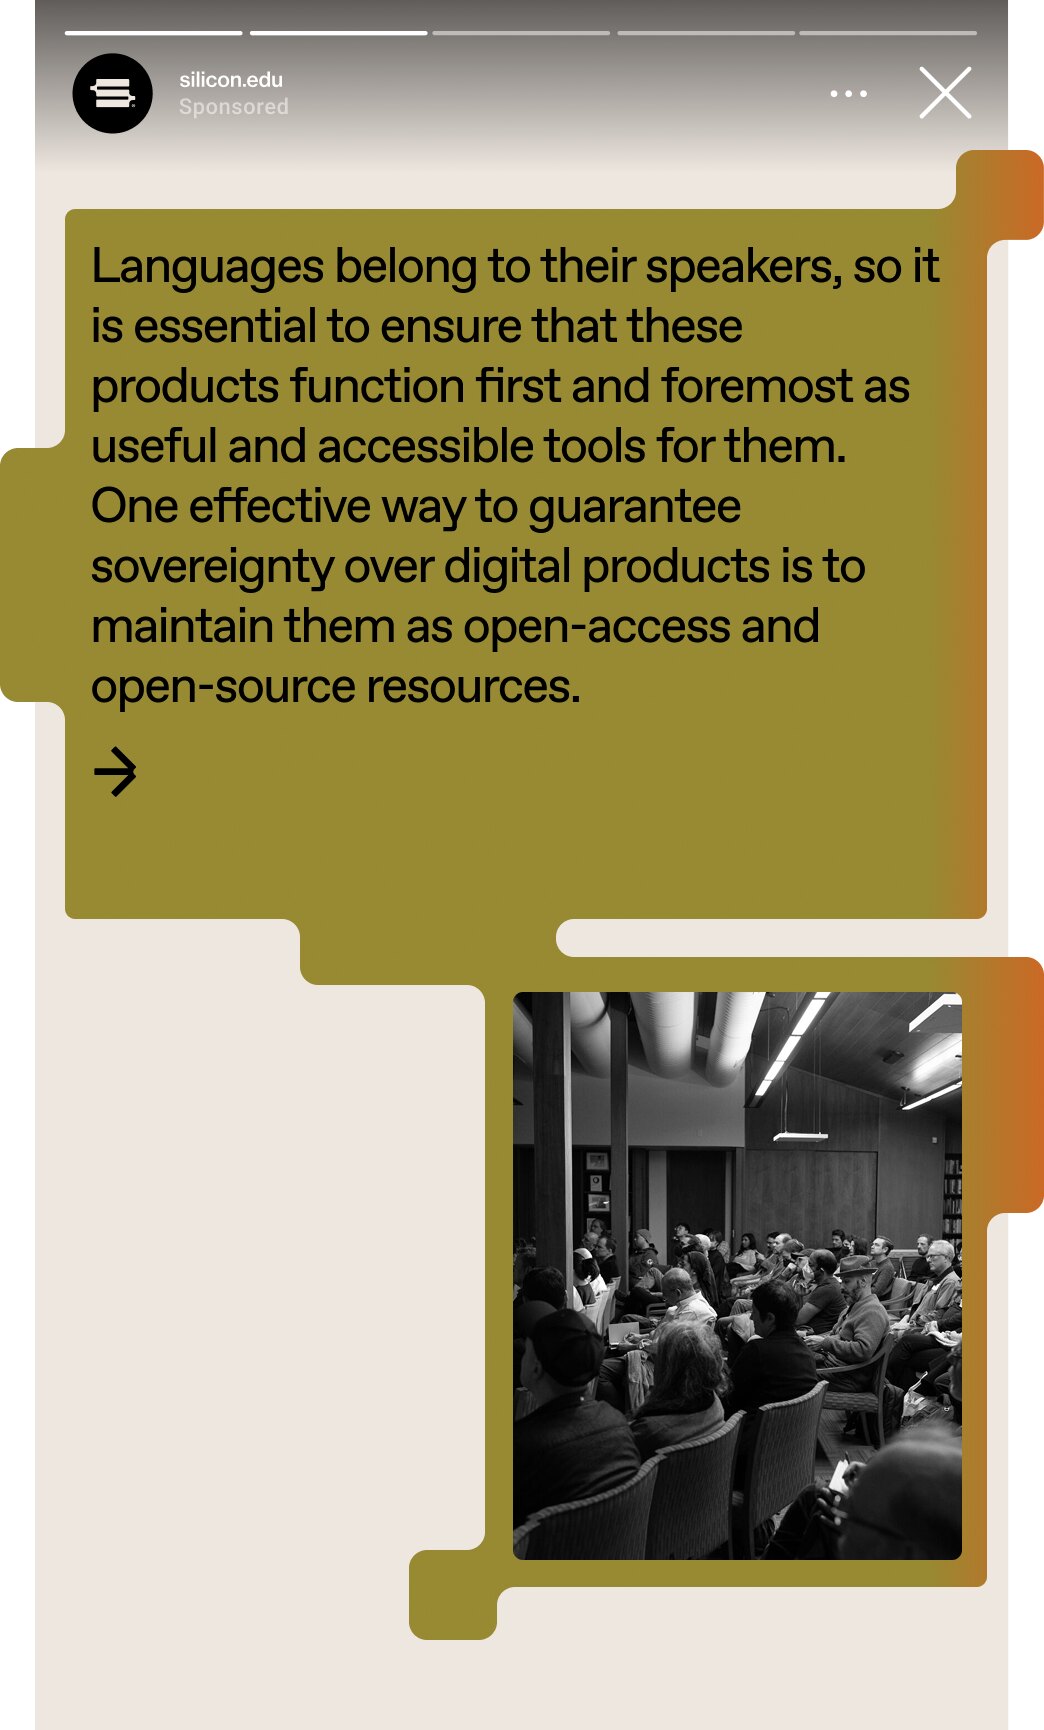 silicon.edu
Sponsored
Languages belong to their speakers, so it
is essential to ensure that these
products function first and foremost as
useful and accessible tools for them.
One effective way to guarantee
sovereignty over digital products is to
maintain them as open-access and
open-source resources.